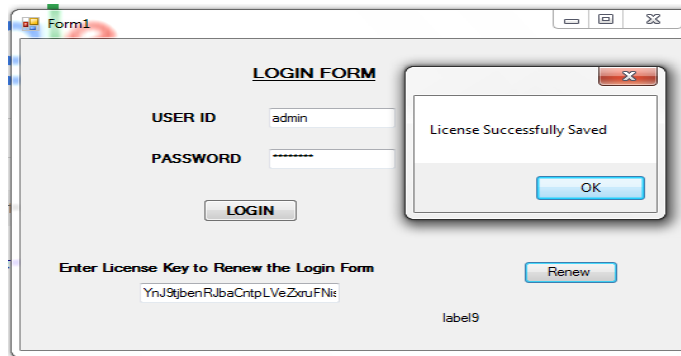 Form1
LOGIN FORM
USER ID
admin
License Successfully Saved
PASSWORD
********
OK
LOGIN
Enter License Key to Renew the Login Form
Renew
YnJ9tjbenRJbaCntpLVeZxruFNis
label9